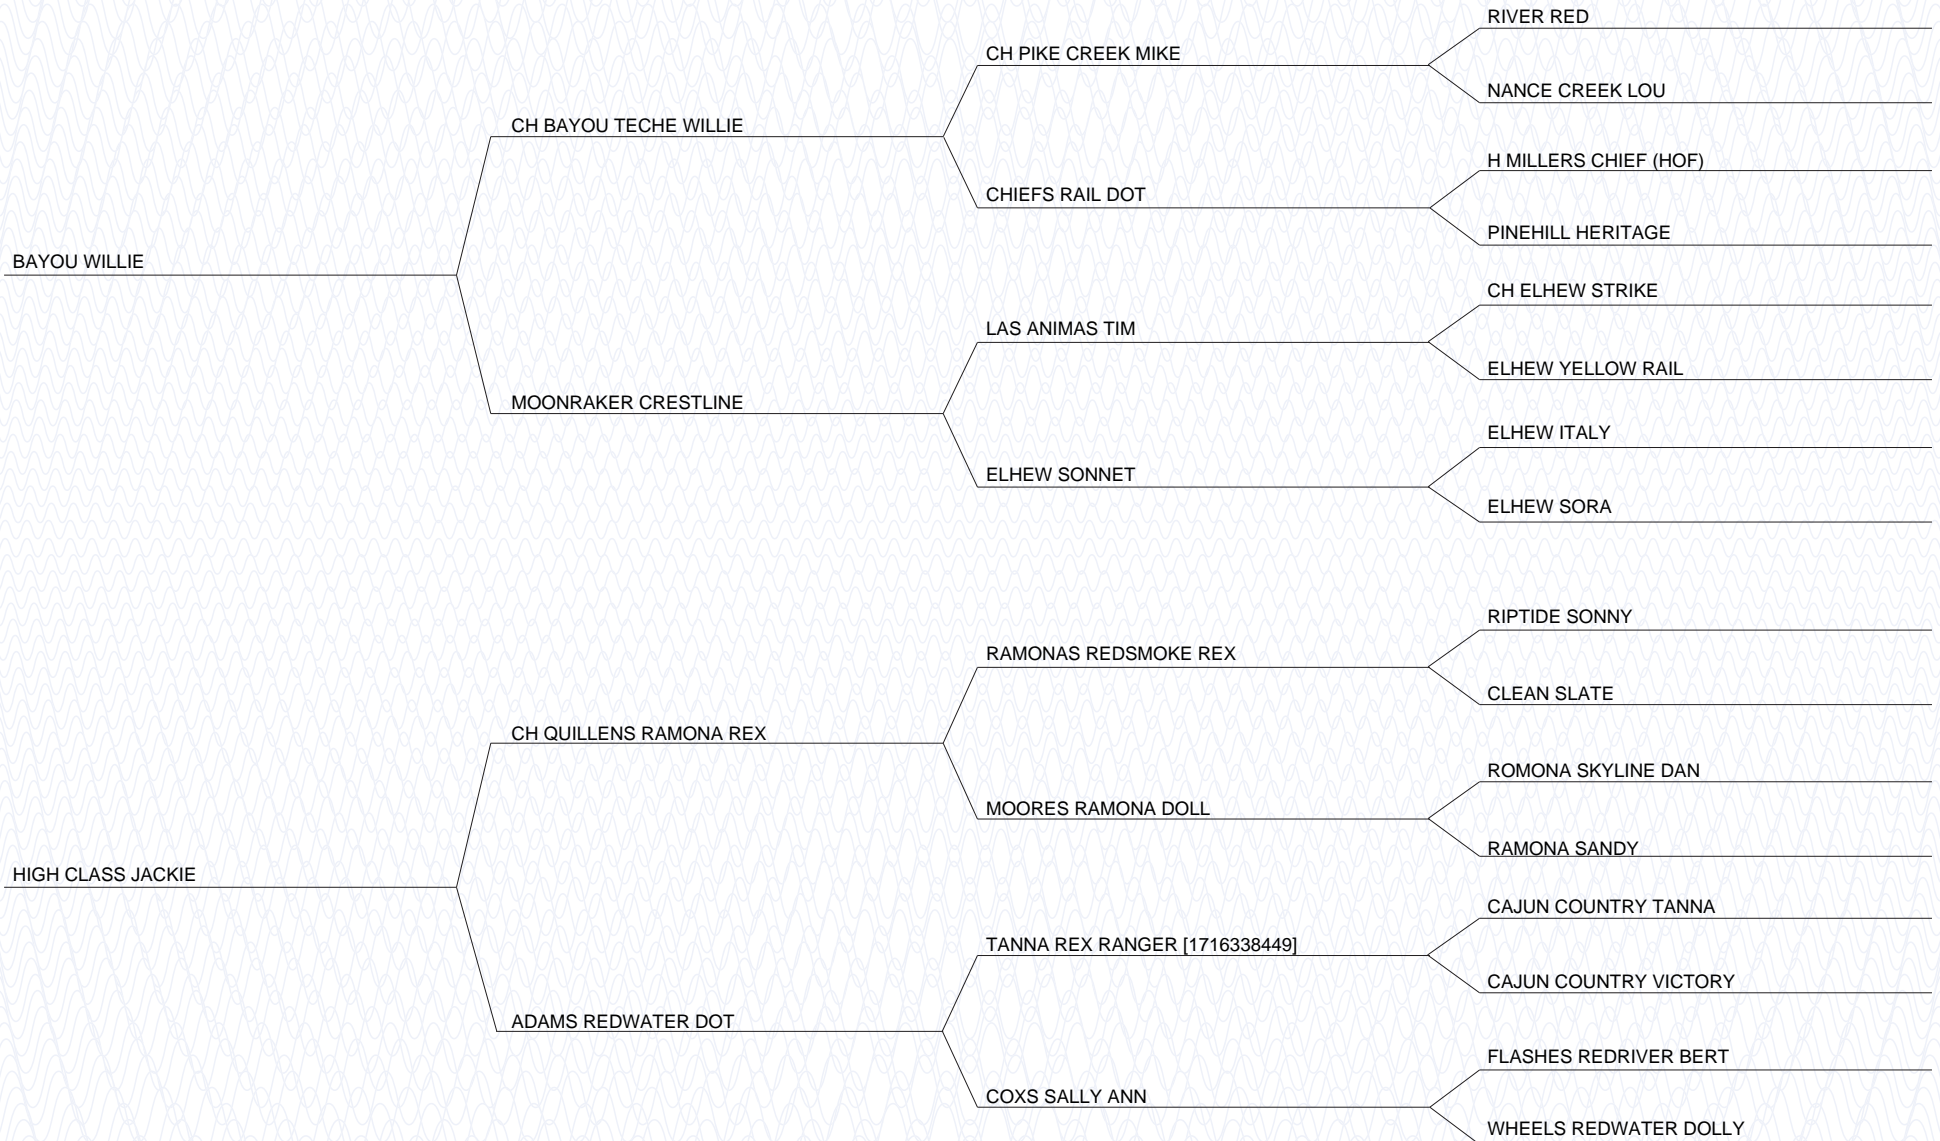 RIVER RED
CH PIKE CREEK MIKE
NANCE CREEK LOU
CH BAYOU TECHE WILLIE
H MILLERS CHIEF (HOF)
CHIEFS RAIL DOT
PINEHILL HERITAGE
BAYOU WILLIE
CH ELHEW STRIKE
LAS ANIMAS TIM
ELHEW YELLOW RAIL
MOONRAKER CRESTLINE
ELHEW ITALY
ELHEW SONNET
ELHEW SORA
RIPTIDE SONNY
RAMONAS REDSMOKE REX
CLEAN SLATE
CH QUILLENS RAMONA REX
ROMONA SKYLINE DAN
MOORES RAMONA DOLL
RAMONA SANDY
HIGH CLASS JACKIE
CAJUN COUNTRY TANNA
TANNA REX RANGER [1716338449]
CAJUN COUNTRY VICTORY
ADAMS REDWATER DOT
FLASHES REDRIVER BERT
COXS SALLY ANN
WHEELS REDWATER DOLLY